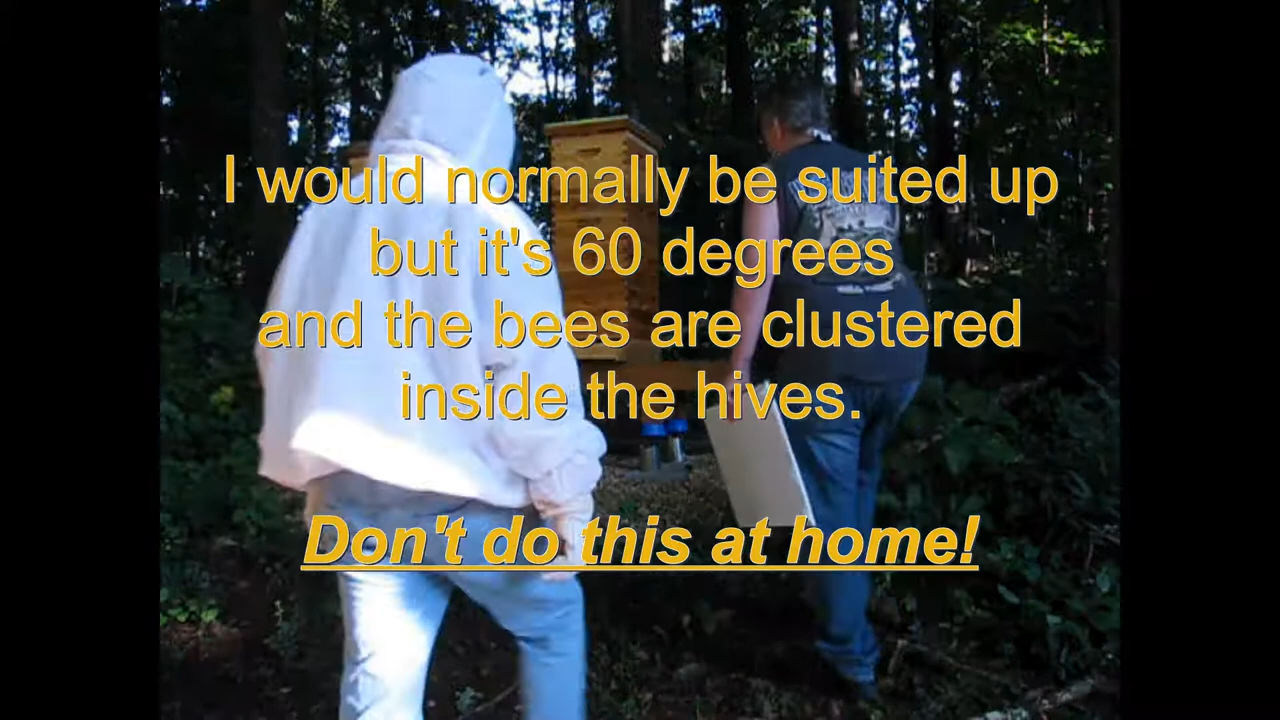 I would normally be suited up
but it's 60 degrees
and the bees are clustered
inside the hives.
Don't do this at home!